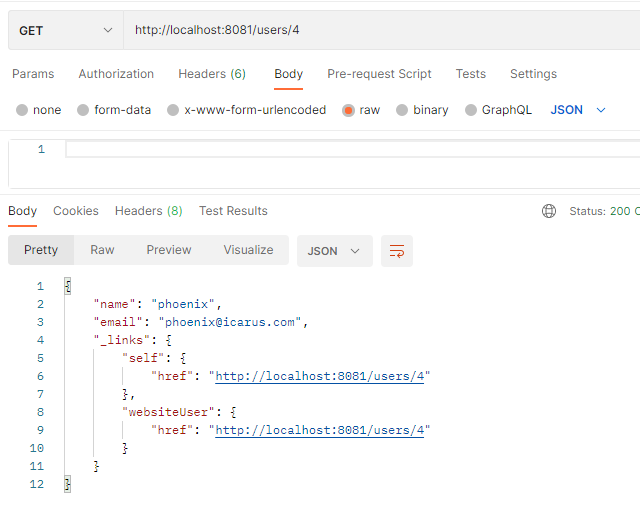 GET http://localhost:8081/users/4
Params Authorization Headers (6) Body Pre-request Script Tests Settings
none form-data x-www-form-urlencoded raw binary GraphQL JSON
1
Body Cookies Headers (8) Test Results Status: 200 O
Pretty Raw Preview Visualize JSON
1 {
2 "name": "phoenix",
3 "email": "phoenix@icarus.com",
4 "_links": {
5 "self": {
6 "href": "http://localhost:8081/users/4"
7 },
8 "websiteUser": {
9 "href": "http://localhost:8081/users/4"
10 }
11 }
12 }